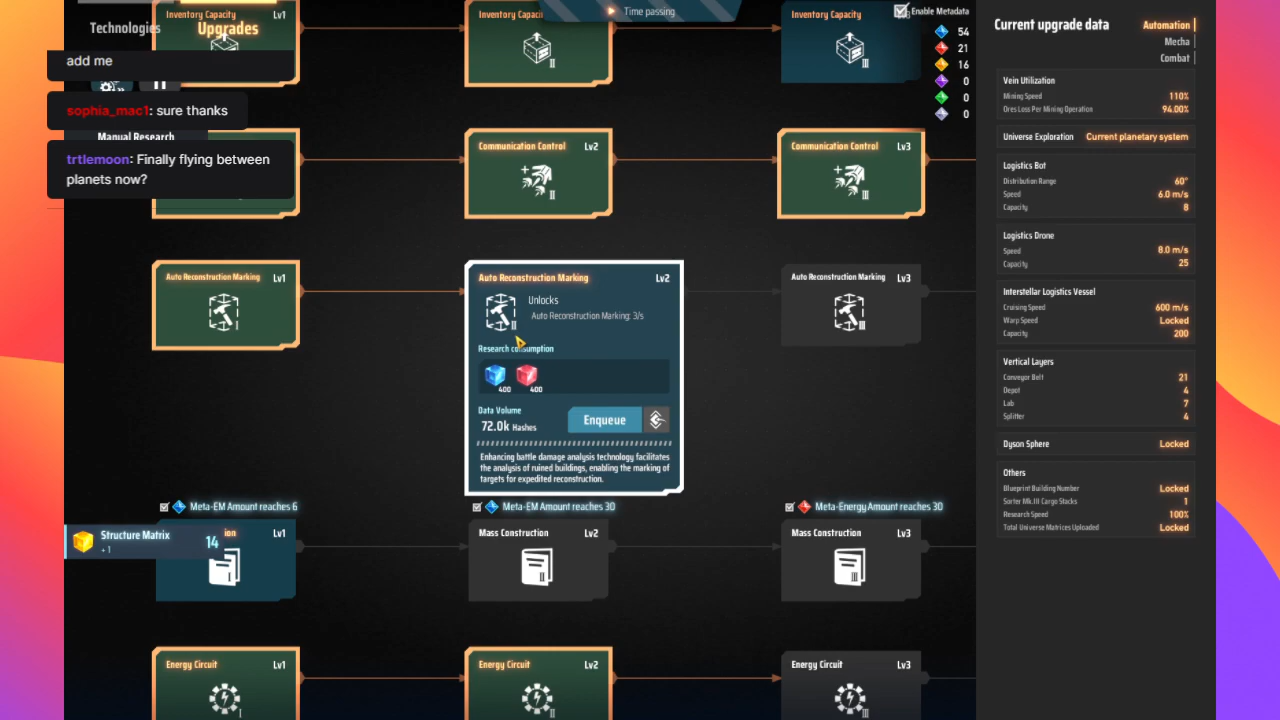 Inventory Capacity Lv1
Inventory Capaci
Inventory Capacity
Time passing
Enable Metadata
54
21
16
0
0
0
Technologies
Upgrades
add me
sophia_mac1: sure thanks
Manual Research
trtlemoon: Finally flying between
planets now?
Communication Control Lv2
Communication Control Lv3
Auto Reconstruction Marking Lv1
Auto Reconstruction Marking Lv2
Unlocks
Auto Reconstruction Marking: 3/s
Research consumption
400 400
Data Volume
72.0k Hashes
Enqueue
Enhancing battle damage analysis technology facilitates
the analysis of ruined buildings, enabling the marking of
targets for expedited reconstruction.
Auto Reconstruction Marking Lv3
Meta-EM Amount reaches 6
Meta-EM Amount reaches 30
Meta-Energy Amount reaches 30
Structure Matrix
+ 1
14
ion Lv1
Mass Construction Lv2
Mass Construction Lv3
Energy Circuit Lv1
Energy Circuit Lv2
Energy Circuit Lv3
Current upgrade data
Automation
Mecha
Combat
Vein Utilization
Mining Speed 110%
Ores Loss Per Mining Operation 94.00%
Universe Exploration Current planetary system
Logistics Bot
Distribution Range 60°
Speed 6.0 m/s
Capacity 8
Logistics Drone
Speed 8.0 m/s
Capacity 25
Interstellar Logistics Vessel
Cruising Speed 600 m/s
Warp Speed Locked
Capacity 200
Vertical Layers
Conveyor Belt 21
Depot 4
Lab 7
Splitter 4
Dyson Sphere Locked
Others
Blueprint Building Number Locked
Sorter Mk.III Cargo Stacks 1
Research Speed 100%
Total Universe Matrices Uploaded Locked